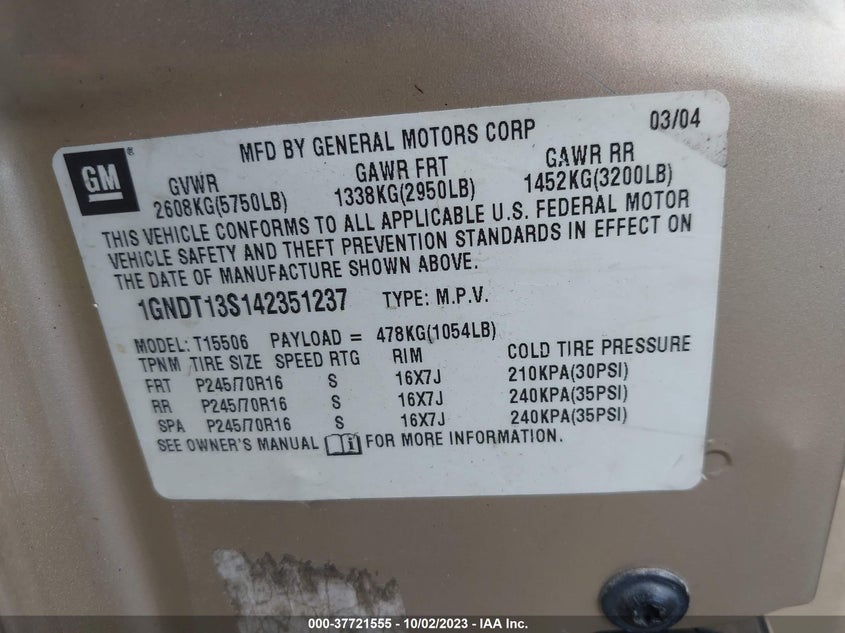 GM ®
MFD BY GENERAL MOTORS CORP 03/04
GVWR GAWR FRT GAWR RR
2608KG(5750LB) 1338KG(2950LB) 1452KG(3200LB)
THIS VEHICLE CONFORMS TO ALL APPLICABLE U.S. FEDERAL MOTOR
VEHICLE SAFETY AND THEFT PREVENTION STANDARDS IN EFFECT ON
THE DATE OF MANUFACTURE SHOWN ABOVE.
1GNDT13S142351237 TYPE: M.P.V.
MODEL: T15506 PAYLOAD = 478KG(1054LB)
TPNM TIRE SIZE SPEED RTG RIM COLD TIRE PRESSURE
FRT P245/70R16 S 16X7J 210KPA(30PSI)
RR P245/70R16 S 16X7J 240KPA(35PSI)
SPA P245/70R16 S 16X7J 240KPA(35PSI)
SEE OWNER'S MANUAL FOR MORE INFORMATION.
000-37721555 - 10/02/2023 - IAA Inc.